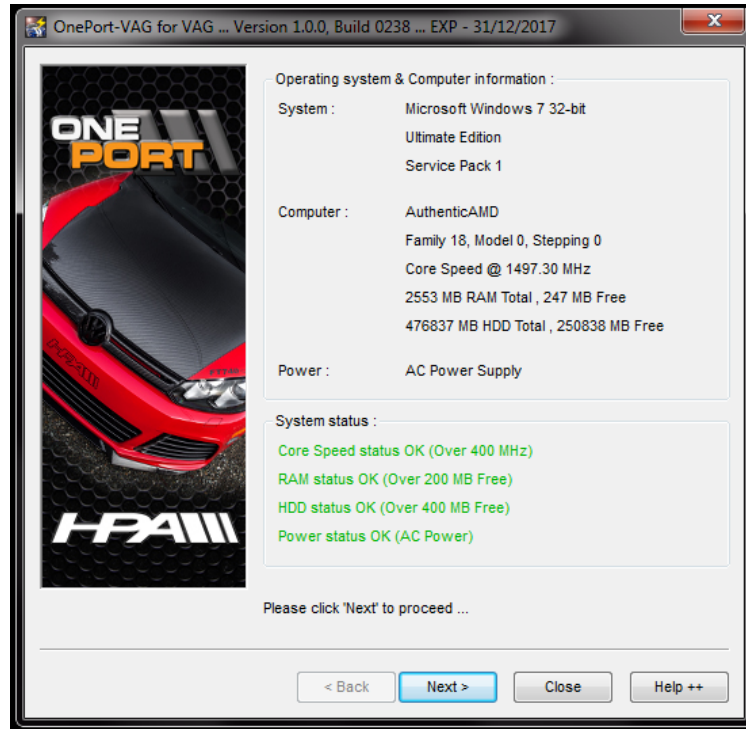 OnePort-VAG for VAG ... Version 1.0.0, Build 0238 ... EXP - 31/12/2017
ONE
PORT
HPA
Operating system & Computer information :
System : Microsoft Windows 7 32-bit
Ultimate Edition
Service Pack 1
Computer : AuthenticAMD
Family 18, Model 0, Stepping 0
Core Speed @ 1497.30 MHz
2553 MB RAM Total , 247 MB Free
476837 MB HDD Total , 250838 MB Free
Power : AC Power Supply
System status :
Core Speed status OK (Over 400 MHz)
RAM status OK (Over 200 MB Free)
HDD status OK (Over 400 MB Free)
Power status OK (AC Power)
Please click 'Next' to proceed ...
< Back Next > Close Help ++